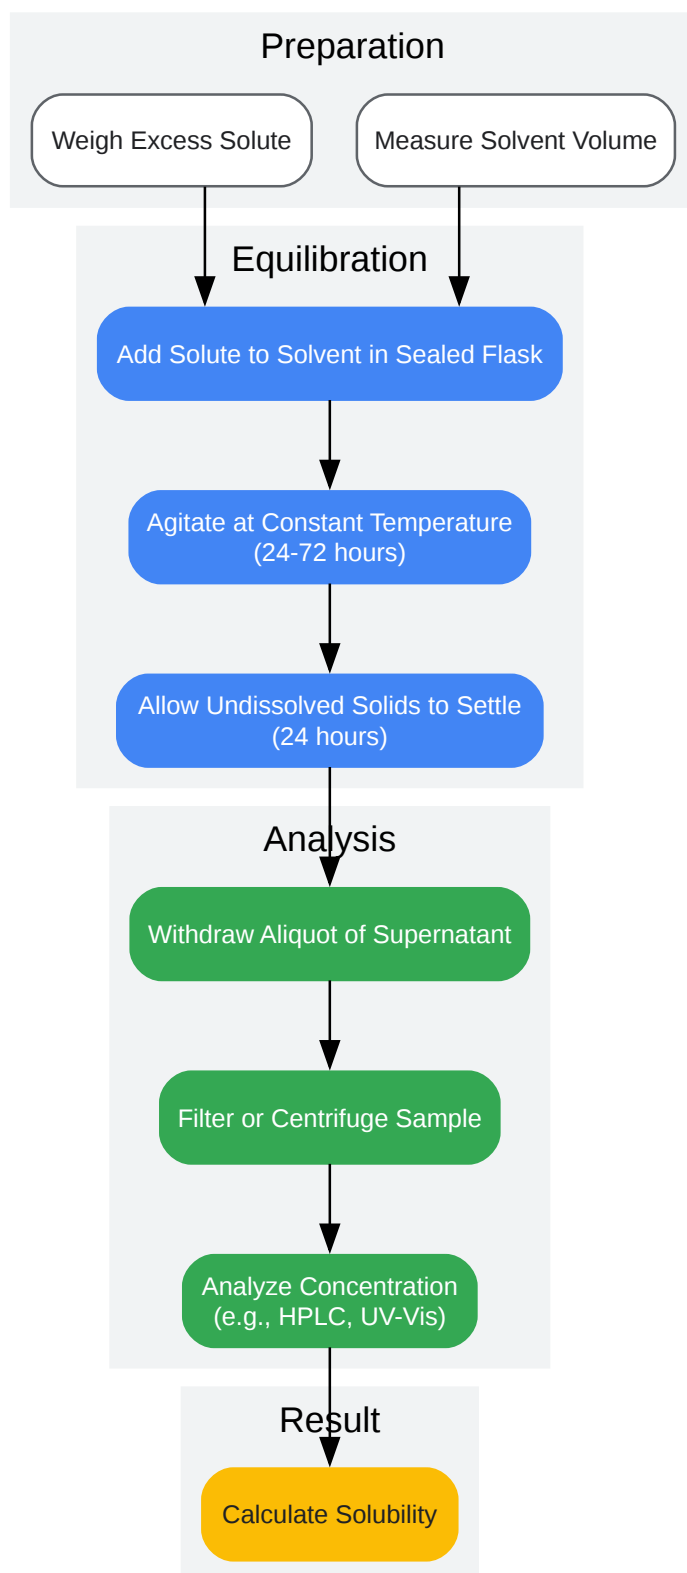 Preparation
Weigh Excess Solute
Measure Solvent Volume
Equilibration
Add Solute to Solvent in Sealed Flask
Agitate at Constant Temperature
(24-72 hours)
Allow Undissolved Solids to Settle
(24 hours)
Analysis
Withdraw Aliquot of Supernatant
Filter or Centrifuge Sample
Analyze Concentration
(e.g., HPLC, UV-Vis)
Result
Calculate Solubility